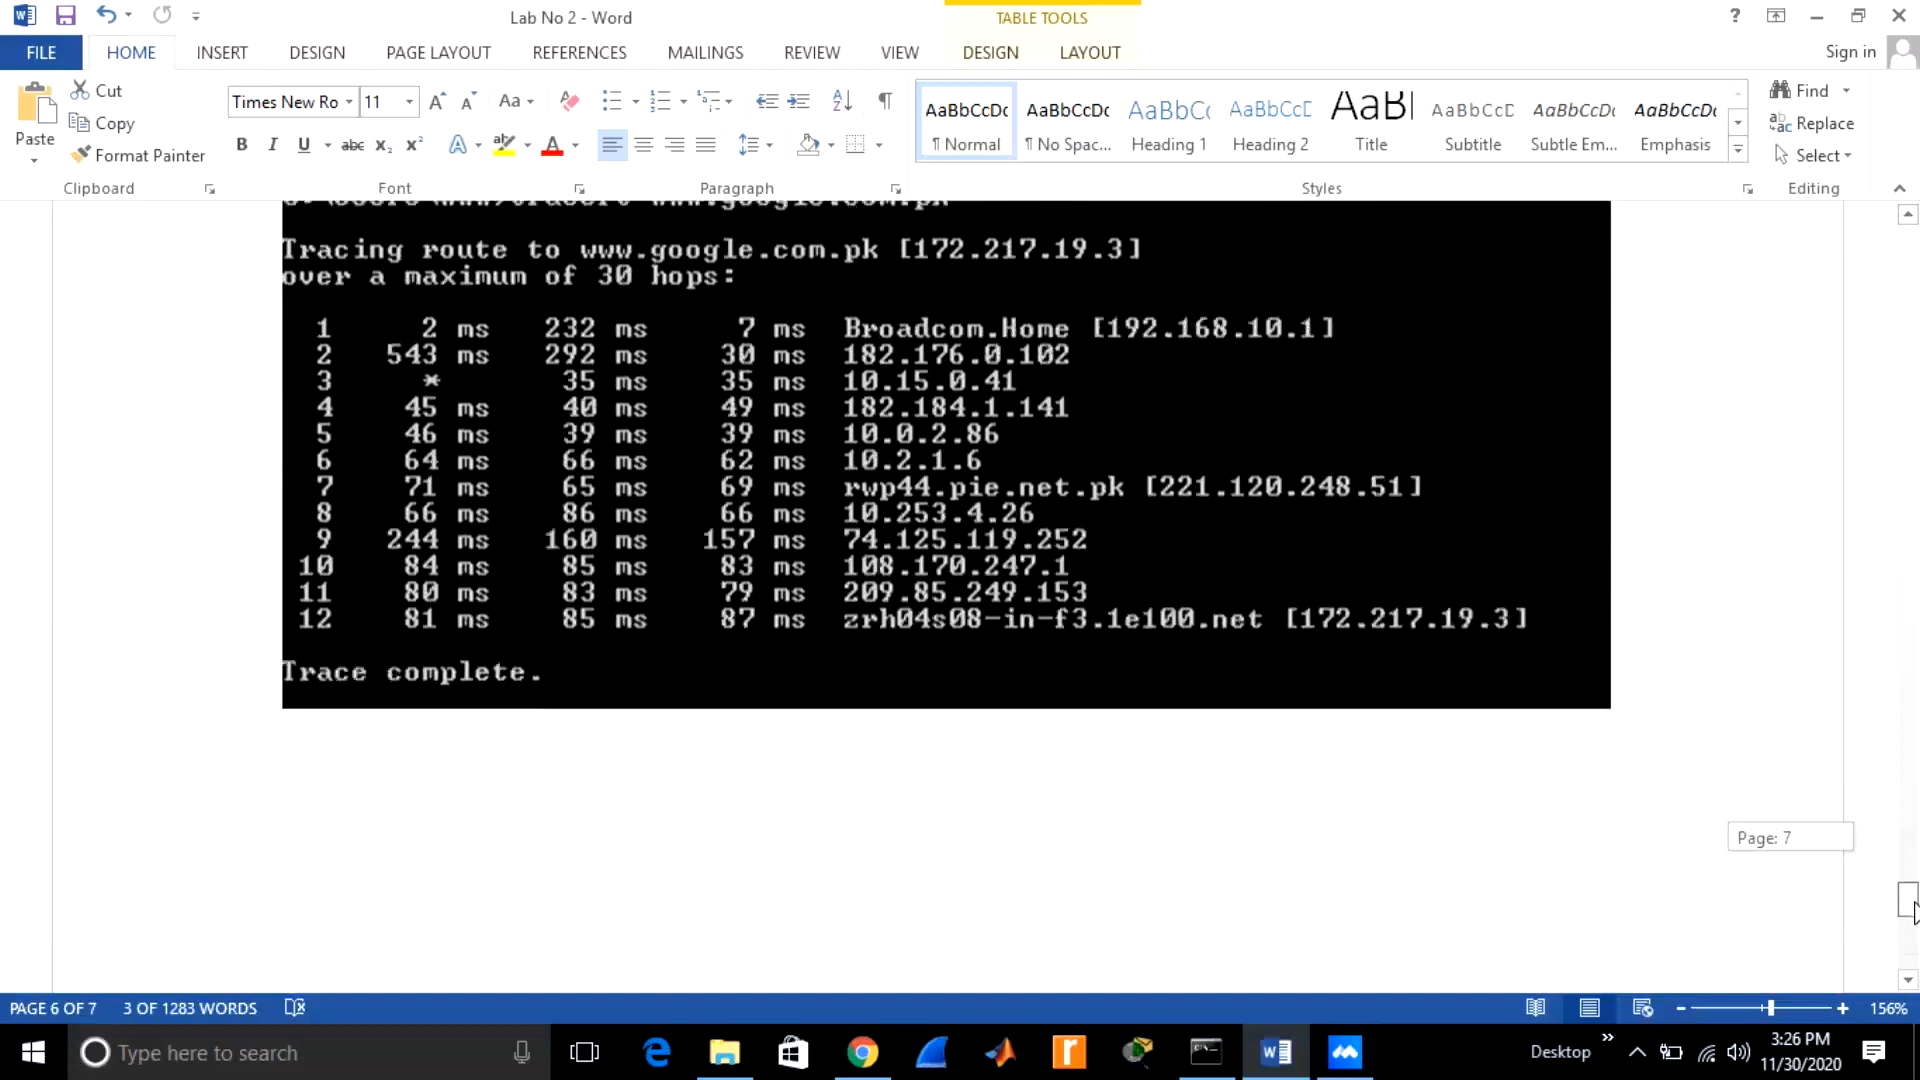 Lab No 2 - Word
TABLE TOOLS
?
FILE HOME INSERT DESIGN PAGE LAYOUT REFERENCES MAILINGS REVIEW VIEW DESIGN LAYOUT Sign in
Paste
Cut
Copy
Format Painter
Clipboard
Times New Ro 11
Font
Paragraph
AaBbCcDc AaBbCcDc AaBbC( AaBbCcD AaB AaBbCcD AaBbCcDc AaBbCcDc
¶ Normal ¶ No Spac... Heading 1 Heading 2 Title Subtitle Subtle Em... Emphasis
Styles
Find
Replace
Select
Editing
Tracing route to www.google.com.pk [172.217.19.3]
over a maximum of 30 hops:
1 2 ms 232 ms 7 ms Broadcom.Home [192.168.10.1]
2 543 ms 292 ms 30 ms 182.176.0.102
3 * 35 ms 35 ms 10.15.0.41
4 45 ms 40 ms 49 ms 182.184.1.141
5 46 ms 39 ms 39 ms 10.0.2.86
6 64 ms 66 ms 62 ms 10.2.1.6
7 71 ms 65 ms 69 ms rwp44.pie.net.pk [221.120.248.51]
8 66 ms 86 ms 66 ms 10.253.4.26
9 244 ms 160 ms 157 ms 74.125.119.252
10 84 ms 85 ms 83 ms 108.170.247.1
11 80 ms 83 ms 79 ms 209.85.249.153
12 81 ms 85 ms 87 ms zrh04s08-in-f3.1e100.net [172.217.19.3]
Trace complete.
Page: 7
PAGE 6 OF 7 3 OF 1283 WORDS 156%
Type here to search
Desktop
3:26 PM
11/30/2020